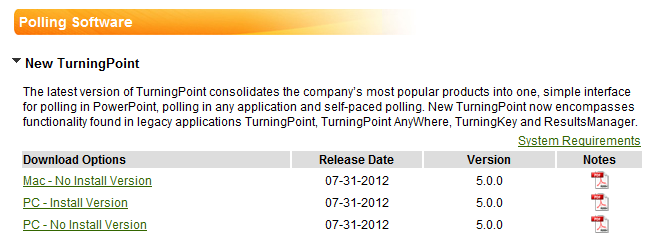 Polling Software
New TurningPoint
The latest version of TurningPoint consolidates the company's most popular products into one, simple interface
for polling in PowerPoint, polling in any application and self-paced polling. New TurningPoint now encompasses
functionality found in legacy applications TurningPoint, TurningPoint AnyWhere, TurningKey and ResultsManager.
System Requirements
Download Options Release Date Version Notes
Mac - No Install Version 07-31-2012 5.0.0
PC - Install Version 07-31-2012 5.0.0
PC - No Install Version 07-31-2012 5.0.0